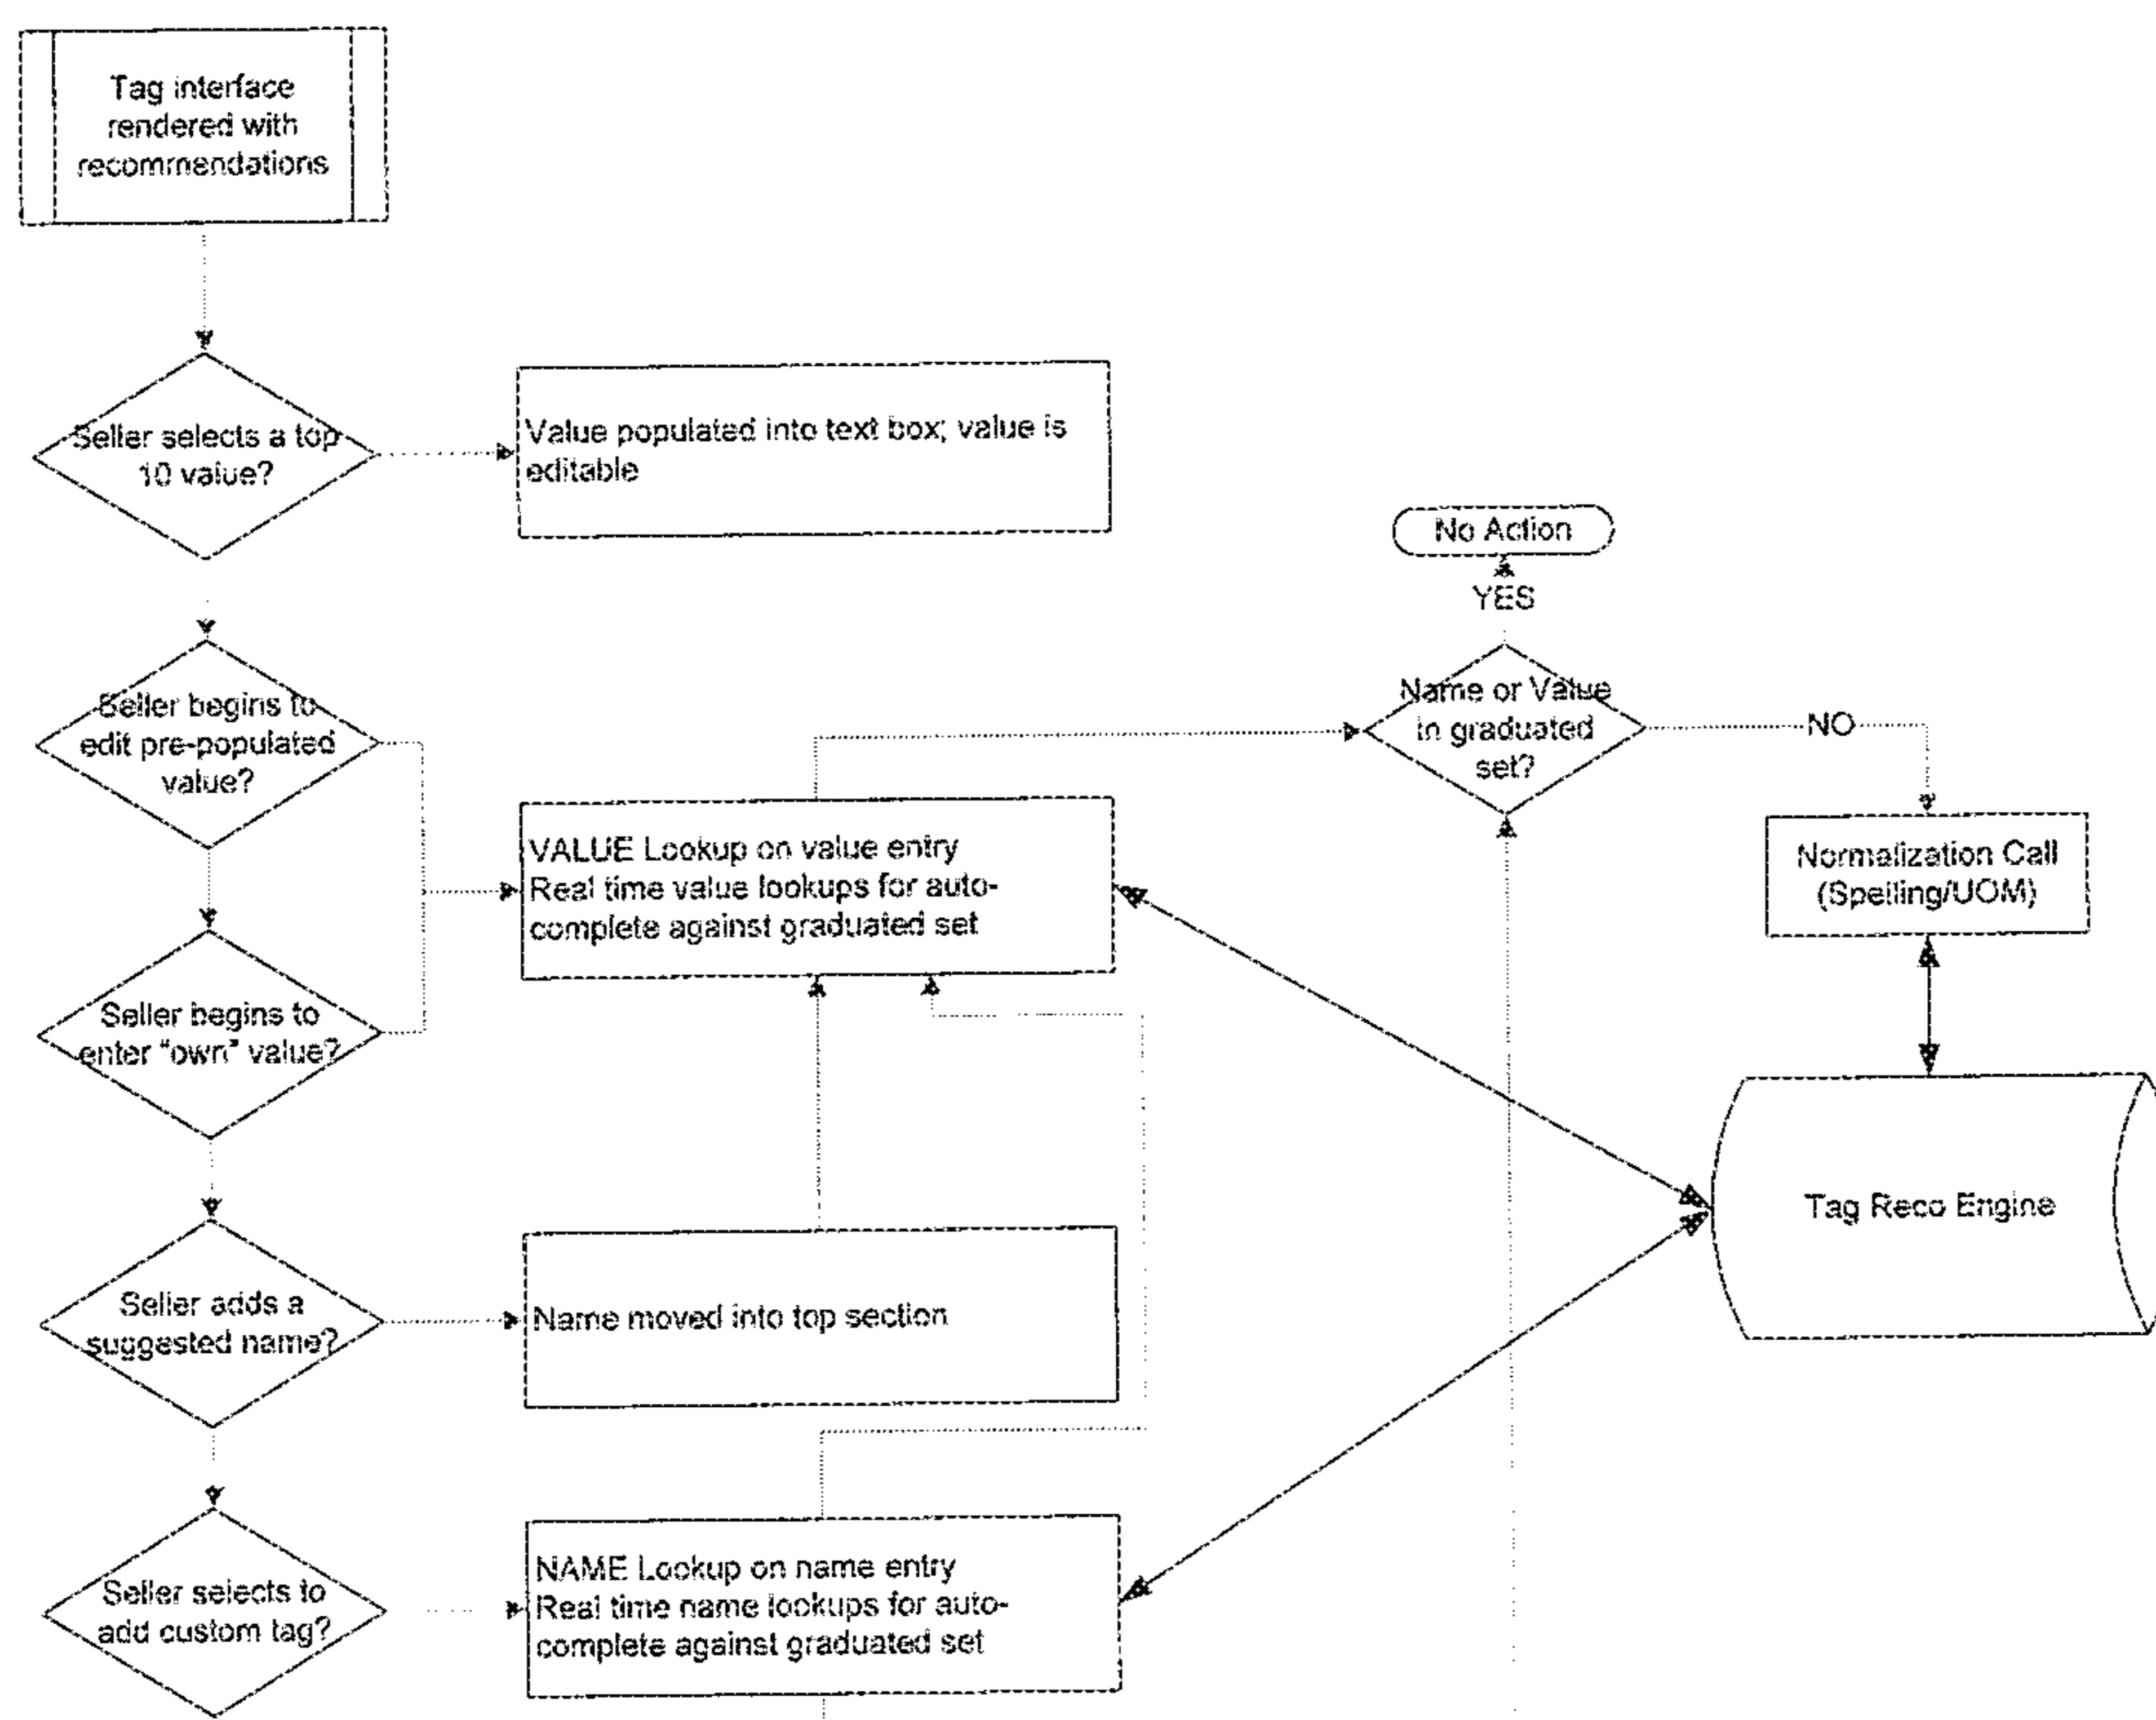 Tag interface
rendered with
recommendations
Seller selects a top
10 value?
Value populated into text box; value is
editable
No Action
YES
Seller begins to
edit pre-populated
value?
Name or Value
in graduated
set?
NO
VALUE Lookup on value entry
Real time value lookups for auto-
complete against graduated set
Normalization Call
(Spelling/UOM)
Seller begins to
enter "own" value?
Tag Reco Engine
Seller adds a
suggested name?
Name moved into top section
Seller selects to
add custom tag?
NAME Lookup on name entry
Real time name lookups for auto-
complete against graduated set